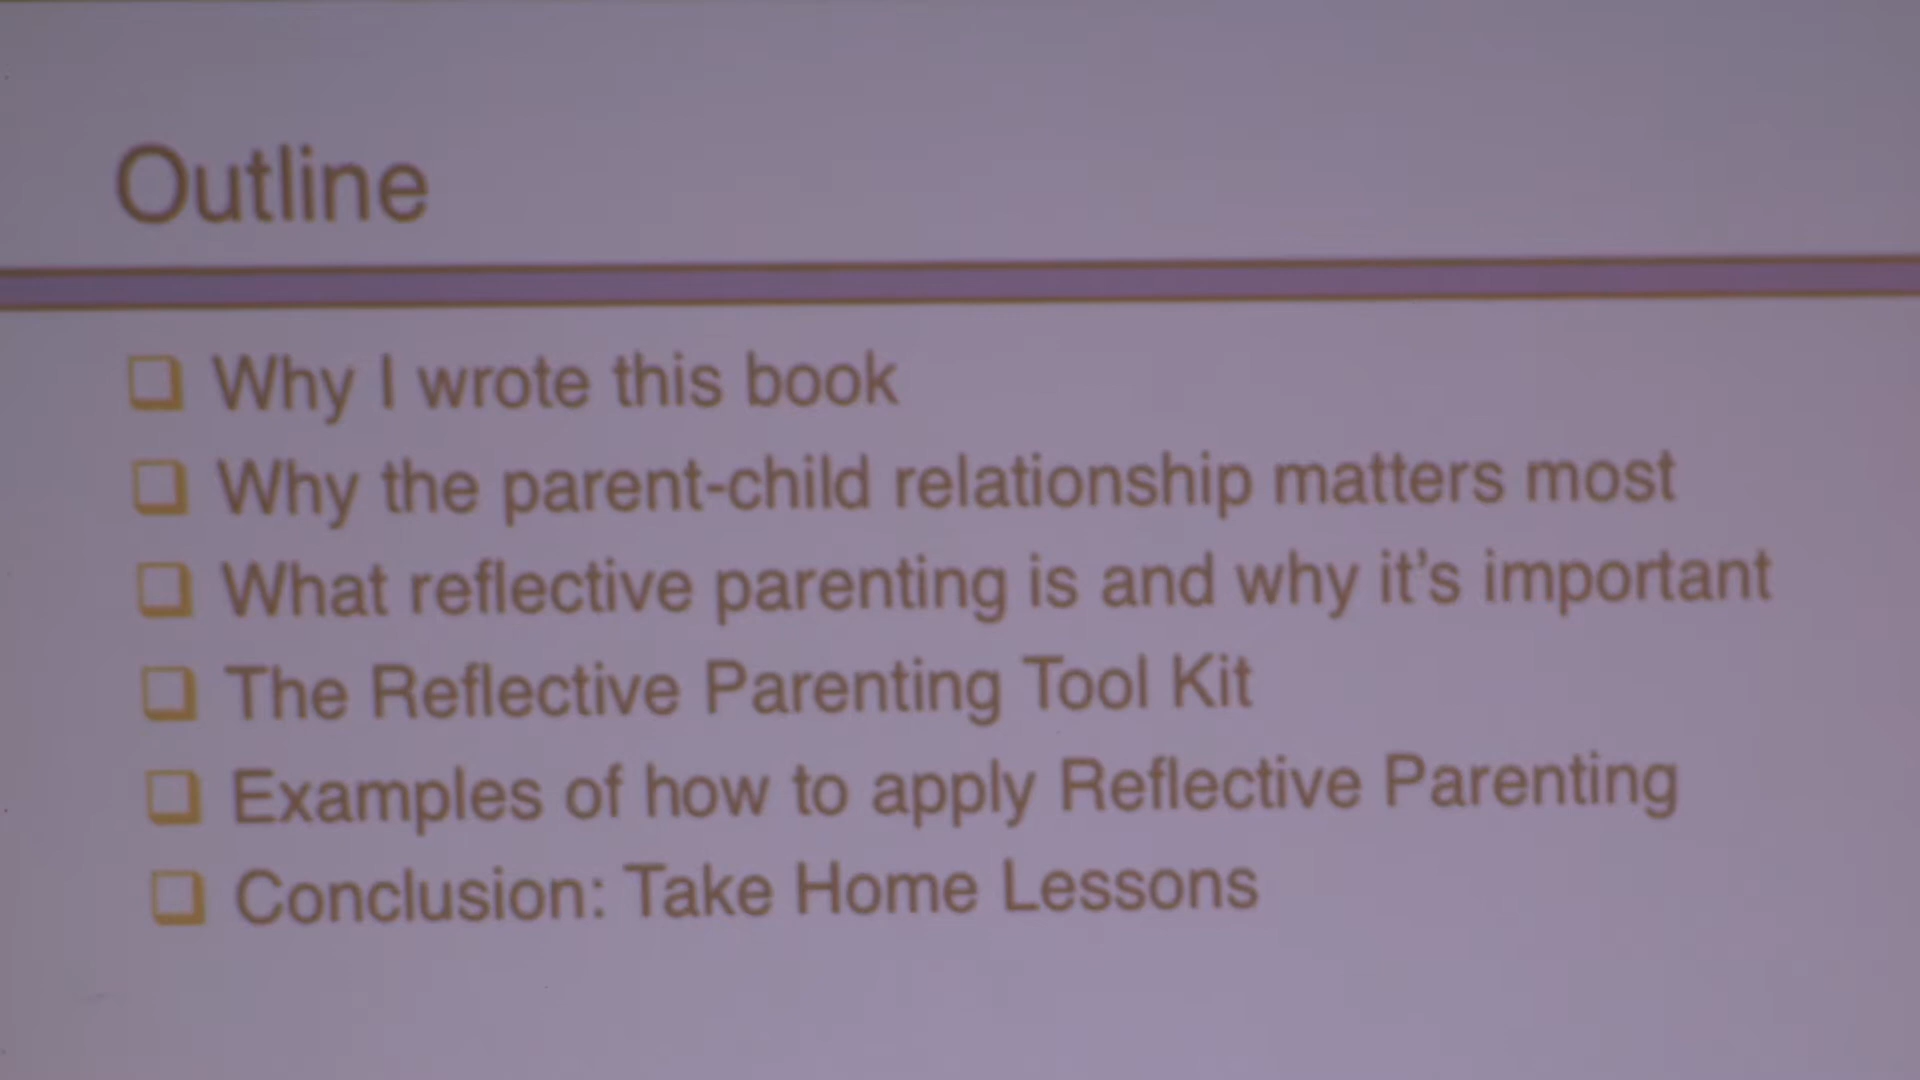 Outline
Why I wrote this book
Why the parent-child relationship matters most
What reflective parenting is and why it's important
The Reflective Parenting Tool Kit
Examples of how to apply Reflective Parenting
Conclusion: Take Home Lessons